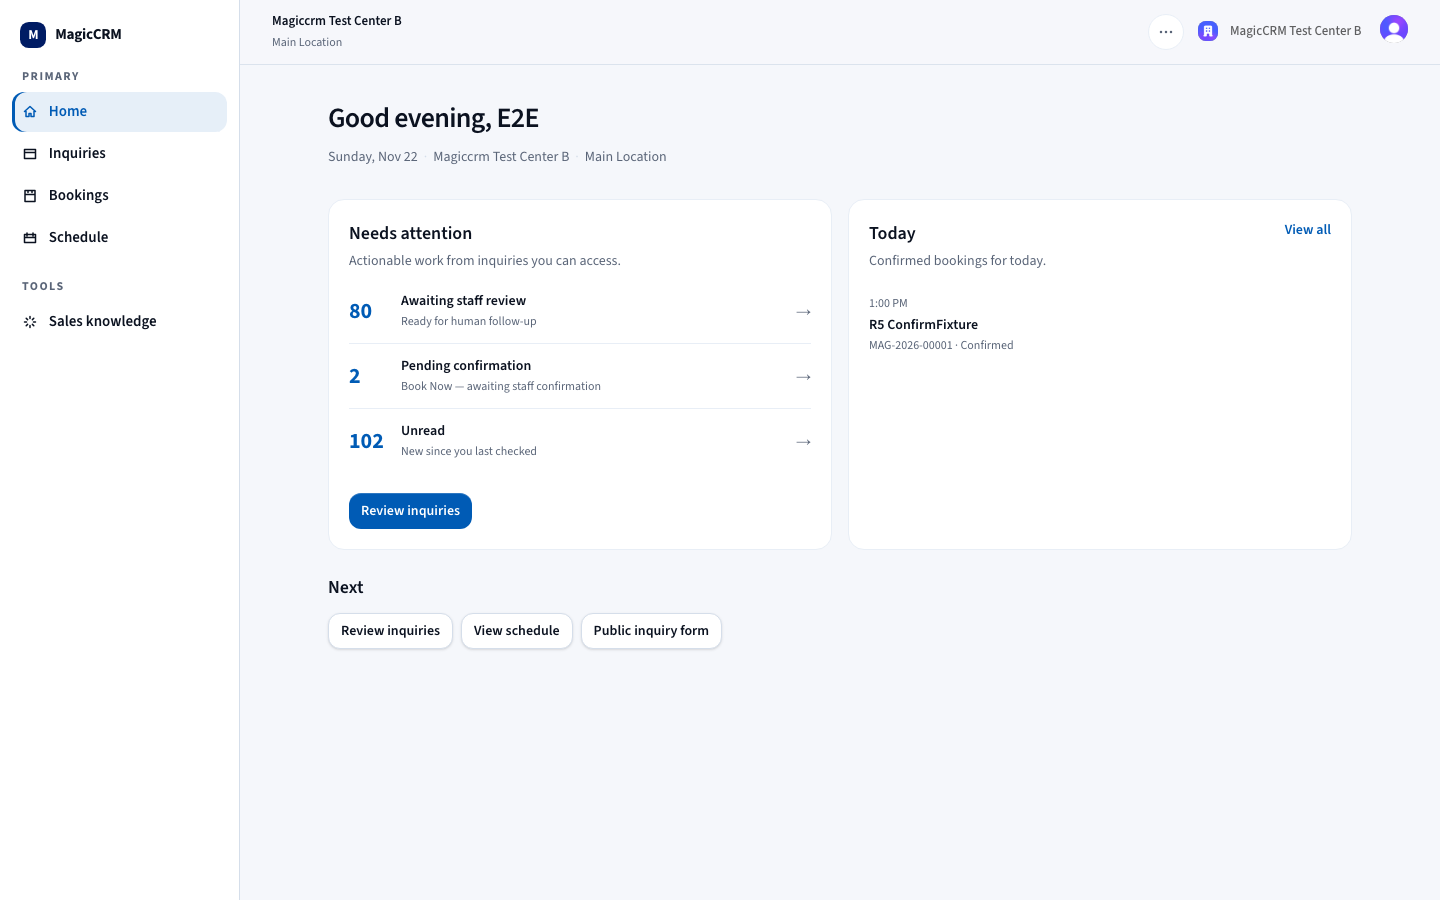 M MagicCRM
PRIMARY
Home
Inquiries
Bookings
Schedule
TOOLS
Sales knowledge
Magiccrm Test Center B
Main Location
MagicCRM Test Center B
Good evening, E2E
Sunday, Nov 22 · Magiccrm Test Center B · Main Location
Needs attention
Actionable work from inquiries you can access.
80
Awaiting staff review
Ready for human follow-up
→
2
Pending confirmation
Book Now — awaiting staff confirmation
→
102
Unread
New since you last checked
→
Review inquiries
Today
View all
Confirmed bookings for today.
1:00 PM
R5 ConfirmFixture
MAG-2026-00001 · Confirmed
Next
Review inquiries
View schedule
Public inquiry form